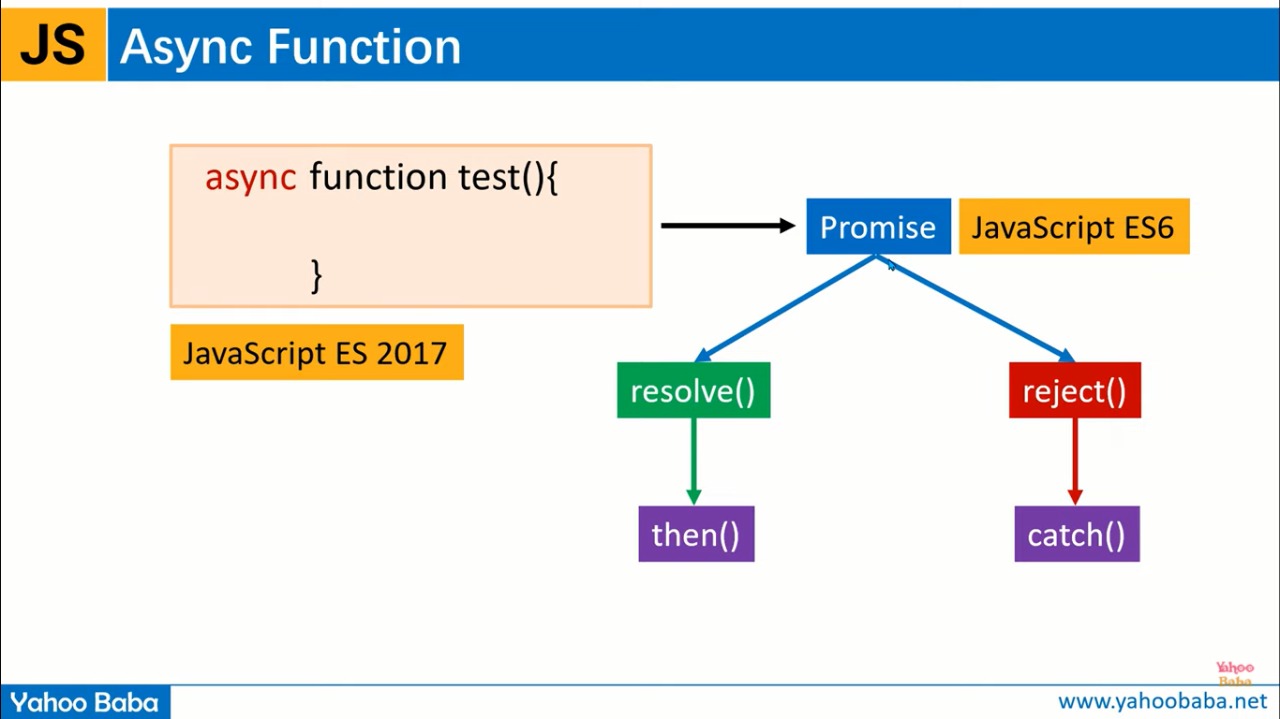 JS Async Function
async function test(){
}
JavaScript ES 2017
Promise
JavaScript ES6
resolve()
reject()
then()
catch()
Yahoo
Baba
Yahoo Baba
www.yahoobaba.net